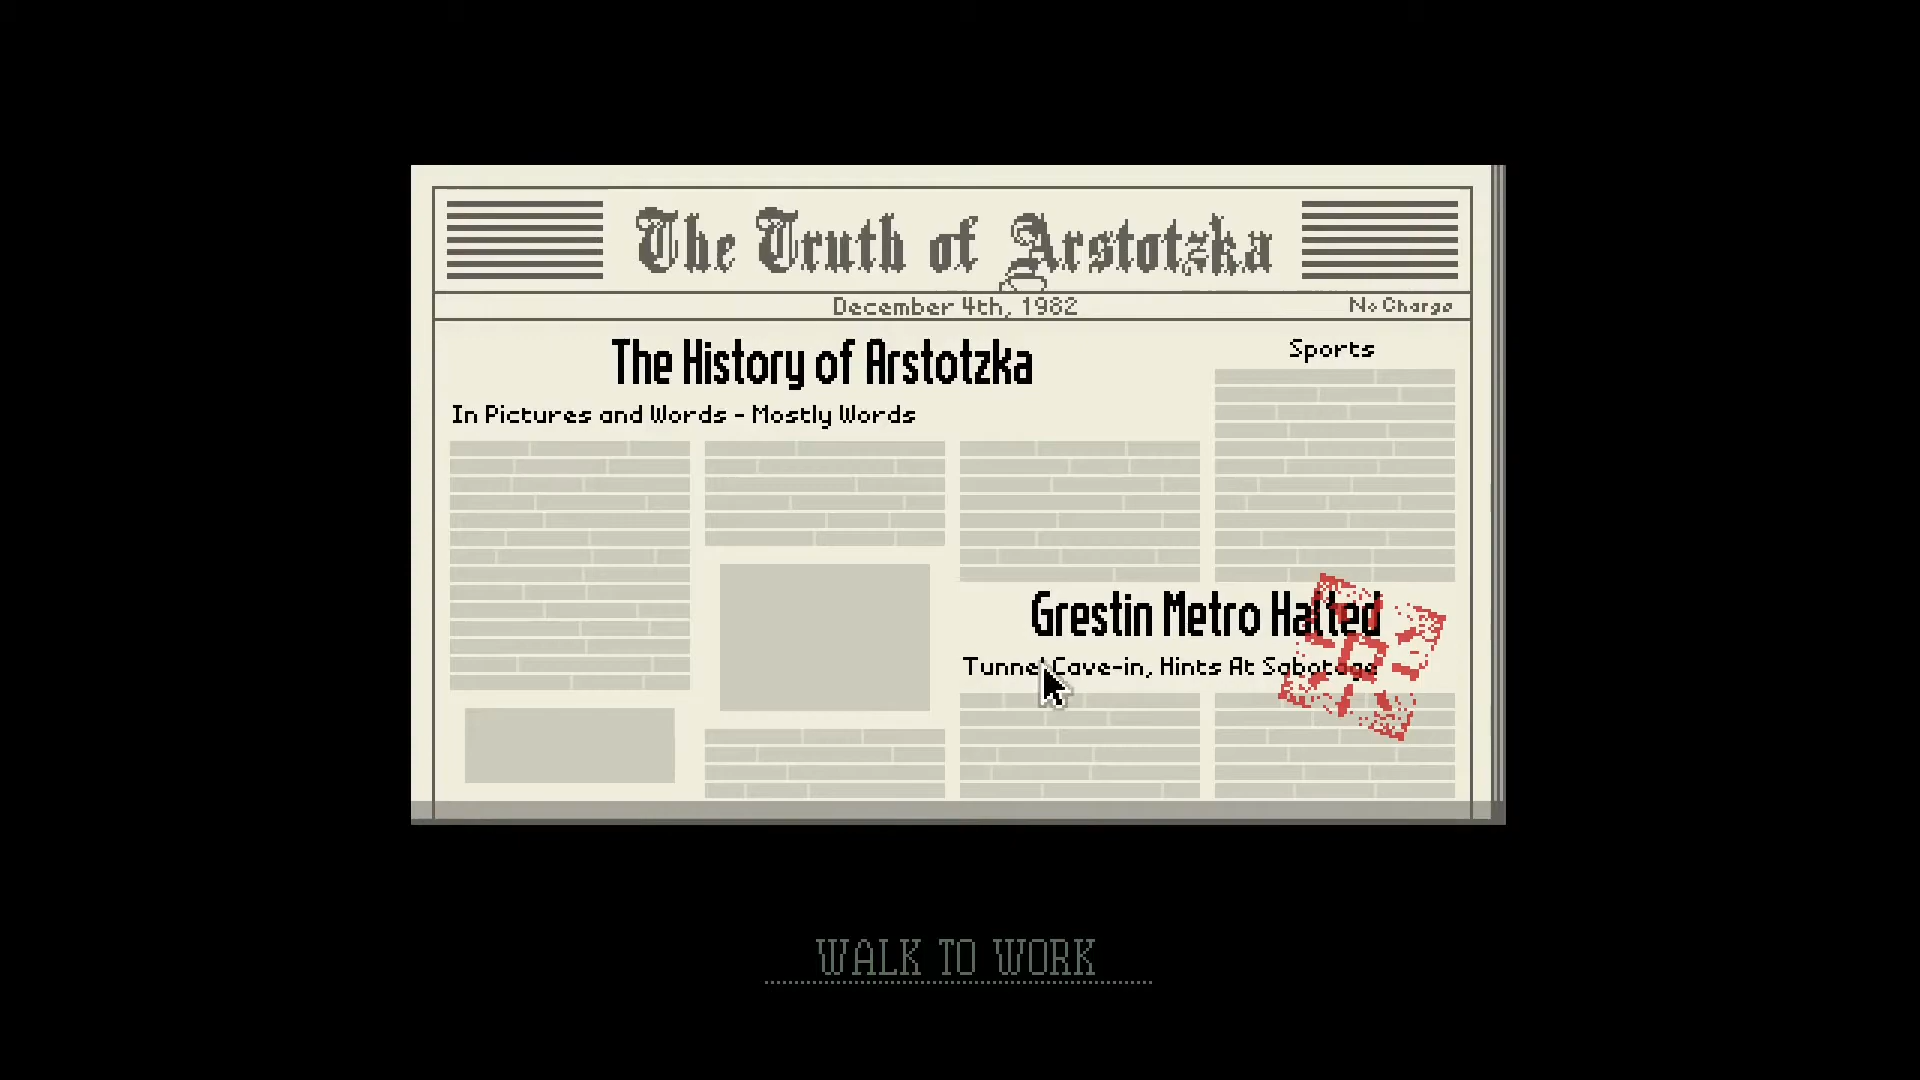 The Truth of Arstotzka
December 4th, 1982
No Charge
The History of Arstotzka
In Pictures and Words - Mostly Words
Sports
Grestin Metro Halted
Tunnel Cave-in, Hints At Sabotage
WALK TO WORK